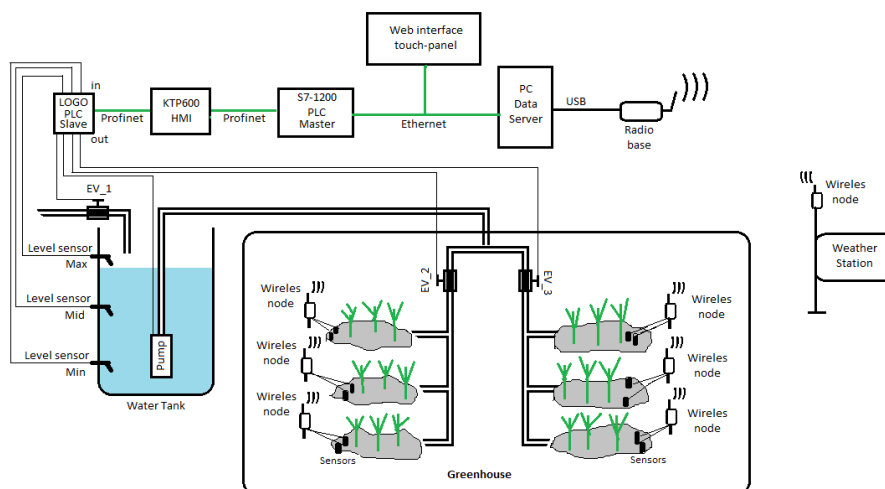 Web interface
touch-panel
in
LOGO
PLC
Slave
out
Profinet
KTP600
HMI
Profinet
S7-1200
PLC
Master
Ethernet
PC
Data
Server
USB
Radio
base
EV_1
Level sensor
Max
Level sensor
Mid
Level sensor
Min
Pump
Water Tank
EV_2
EV_3
Wireles
node
Wireles
node
Wireles
node
Sensors
Wireles
node
Wireles
node
Wireles
node
Sensors
Greenhouse
Wireles
node
Weather
Station